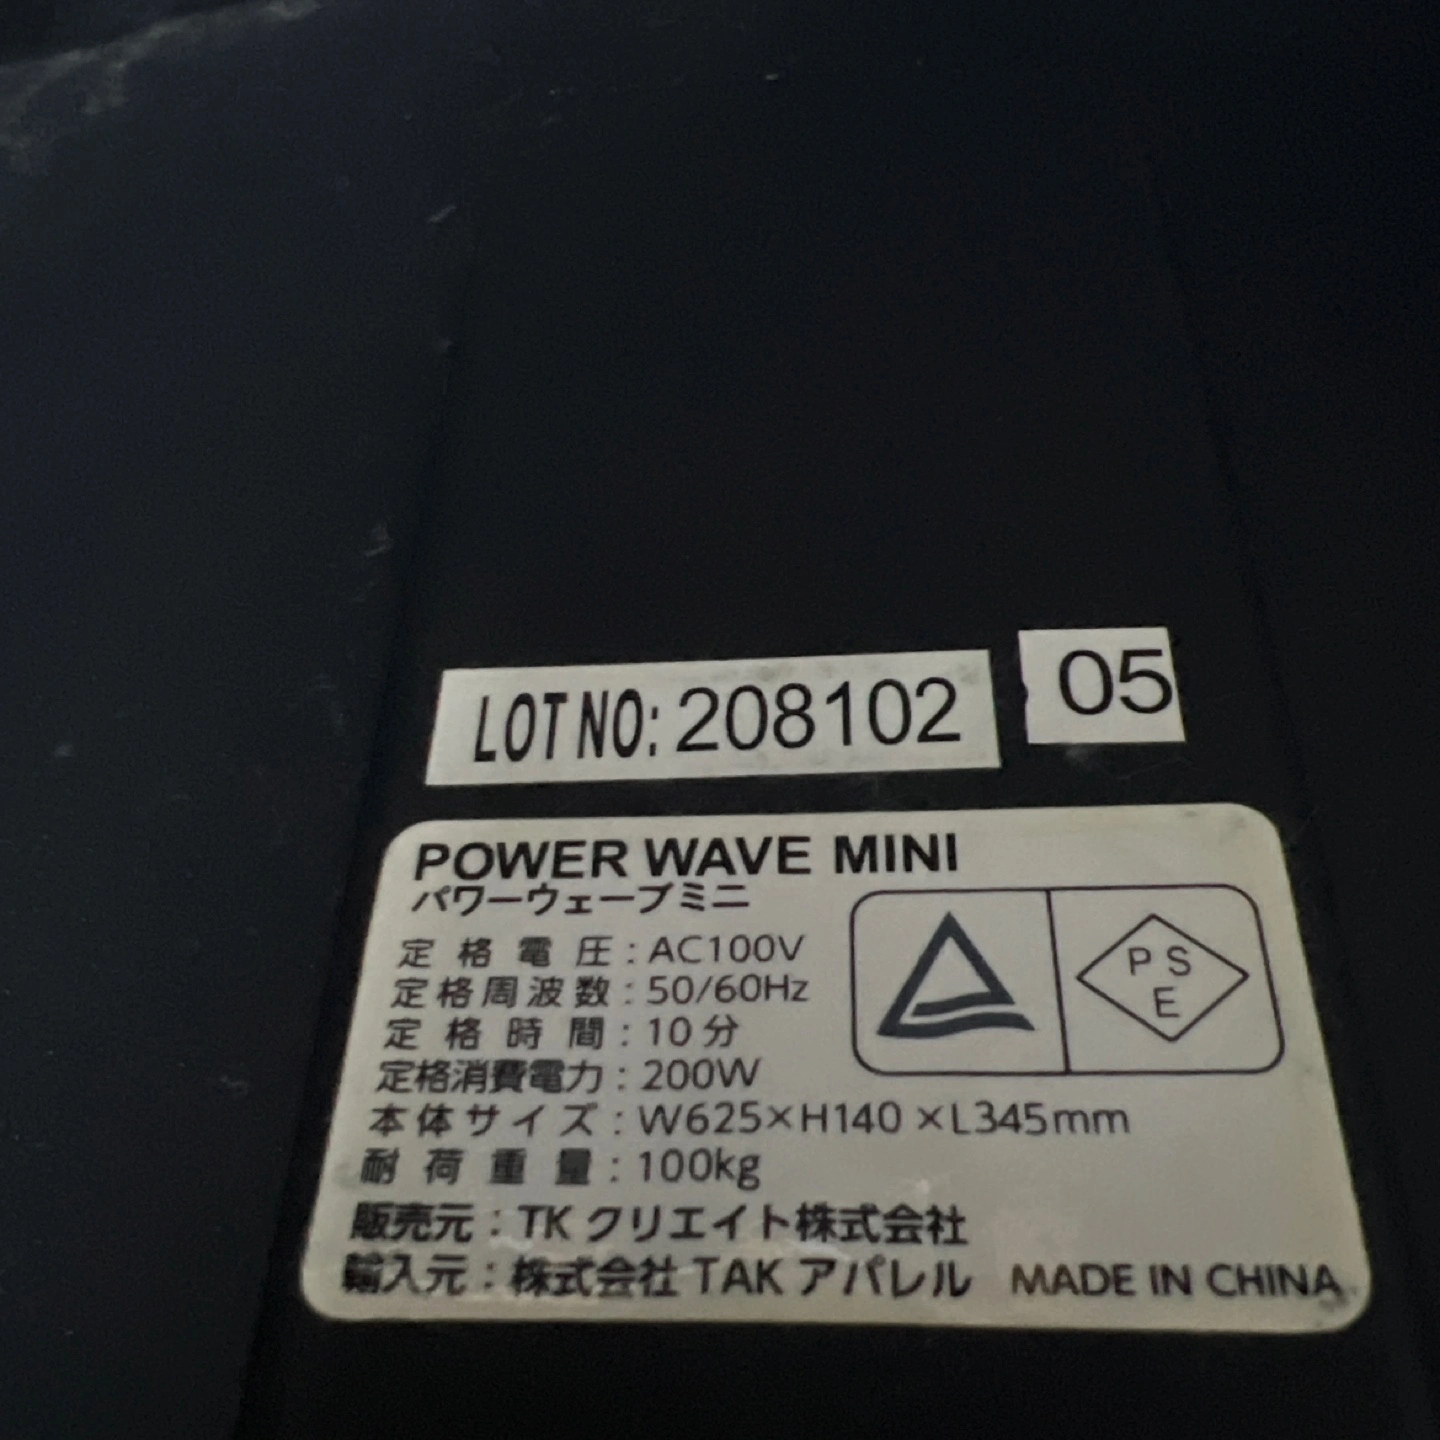 LOT NO: 208102
05
POWER WAVE MINI
パワーウェーブミニ
定格電圧:AC100V
定格周波数:50/60Hz
定格時間:10分
定格消費電力:200W
本体サイズ:W625×H140×L345mm
耐荷重量:100kg
販売元:TKクリエイト株式会社
輸入元:株式会社TAKアパレル MADE IN CHINA
P S
E